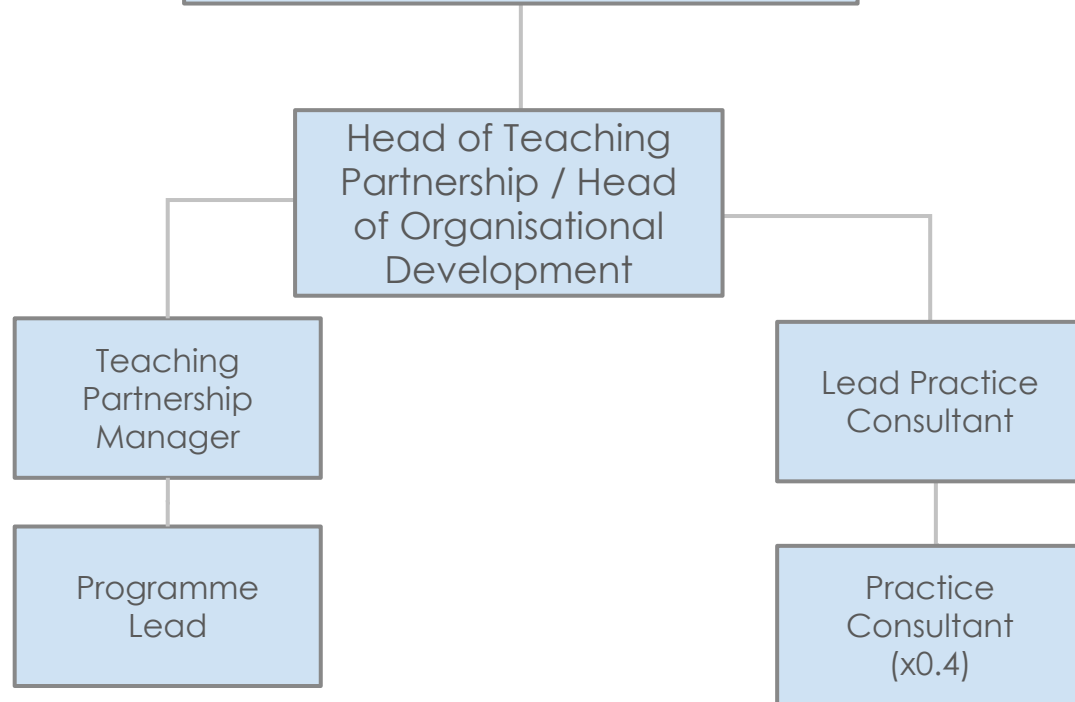 Head of Teaching
Partnership / Head
of Organisational
Development
Teaching
Partnership
Manager
Lead Practice
Consultant
Programme
Lead
Practice
Consultant
(x0.4)